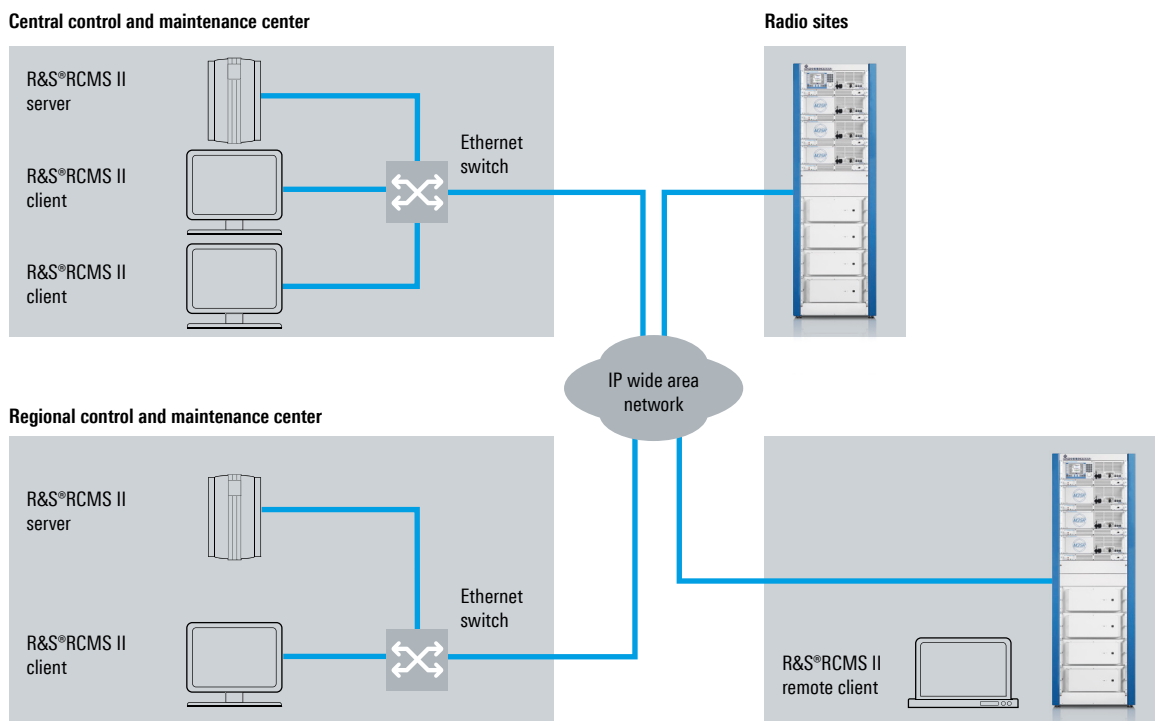 Central control and maintenance center
Radio sites
R&S®RCMS II
server
R&S®RCMS II
client
R&S®RCMS II
client
Ethernet
switch
IP wide area
network
Regional control and maintenance center
R&S®RCMS II
server
R&S®RCMS II
client
Ethernet
switch
R&S®RCMS II
remote client